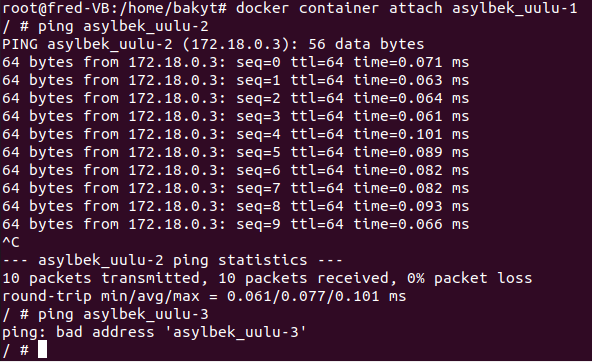 root@fred-VB:/home/bakyt# docker container attach asylbek_uulu-1
/ # ping asylbek_uulu-2
PING asylbek_uulu-2 (172.18.0.3): 56 data bytes
64 bytes from 172.18.0.3: seq=0 ttl=64 time=0.071 ms
64 bytes from 172.18.0.3: seq=1 ttl=64 time=0.063 ms
64 bytes from 172.18.0.3: seq=2 ttl=64 time=0.064 ms
64 bytes from 172.18.0.3: seq=3 ttl=64 time=0.061 ms
64 bytes from 172.18.0.3: seq=4 ttl=64 time=0.101 ms
64 bytes from 172.18.0.3: seq=5 ttl=64 time=0.089 ms
64 bytes from 172.18.0.3: seq=6 ttl=64 time=0.082 ms
64 bytes from 172.18.0.3: seq=7 ttl=64 time=0.082 ms
64 bytes from 172.18.0.3: seq=8 ttl=64 time=0.093 ms
64 bytes from 172.18.0.3: seq=9 ttl=64 time=0.066 ms
^C
--- asylbek_uulu-2 ping statistics ---
10 packets transmitted, 10 packets received, 0% packet loss
round-trip min/avg/max = 0.061/0.077/0.101 ms
/ # ping asylbek_uulu-3
ping: bad address 'asylbek_uulu-3'
/ #